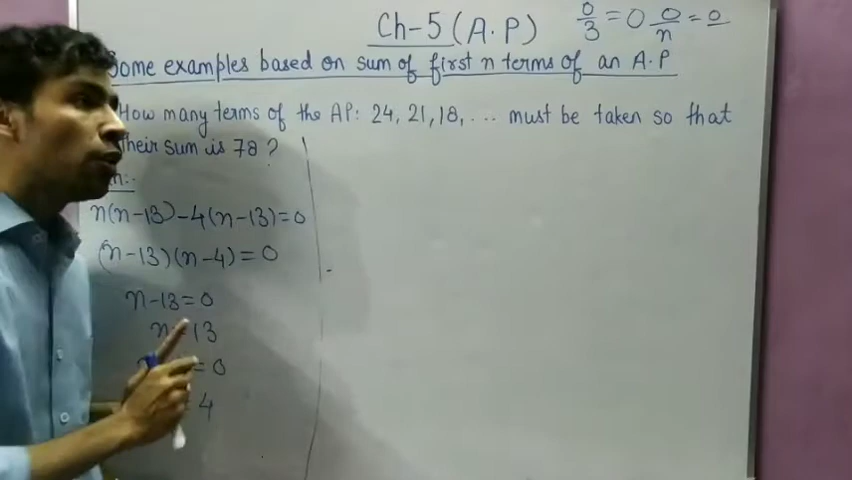 Ch-5 (A.P)
0/3 = 0 0/n = 0
Some examples based on sum of first n terms of an A.P
How many terms of the AP: 24, 21, 18, ... must be taken so that
their sum is 78?
n(n-13)-4(n-13)=0
(n-13)(n-4)=0
n-13=0
n=13
=0
4